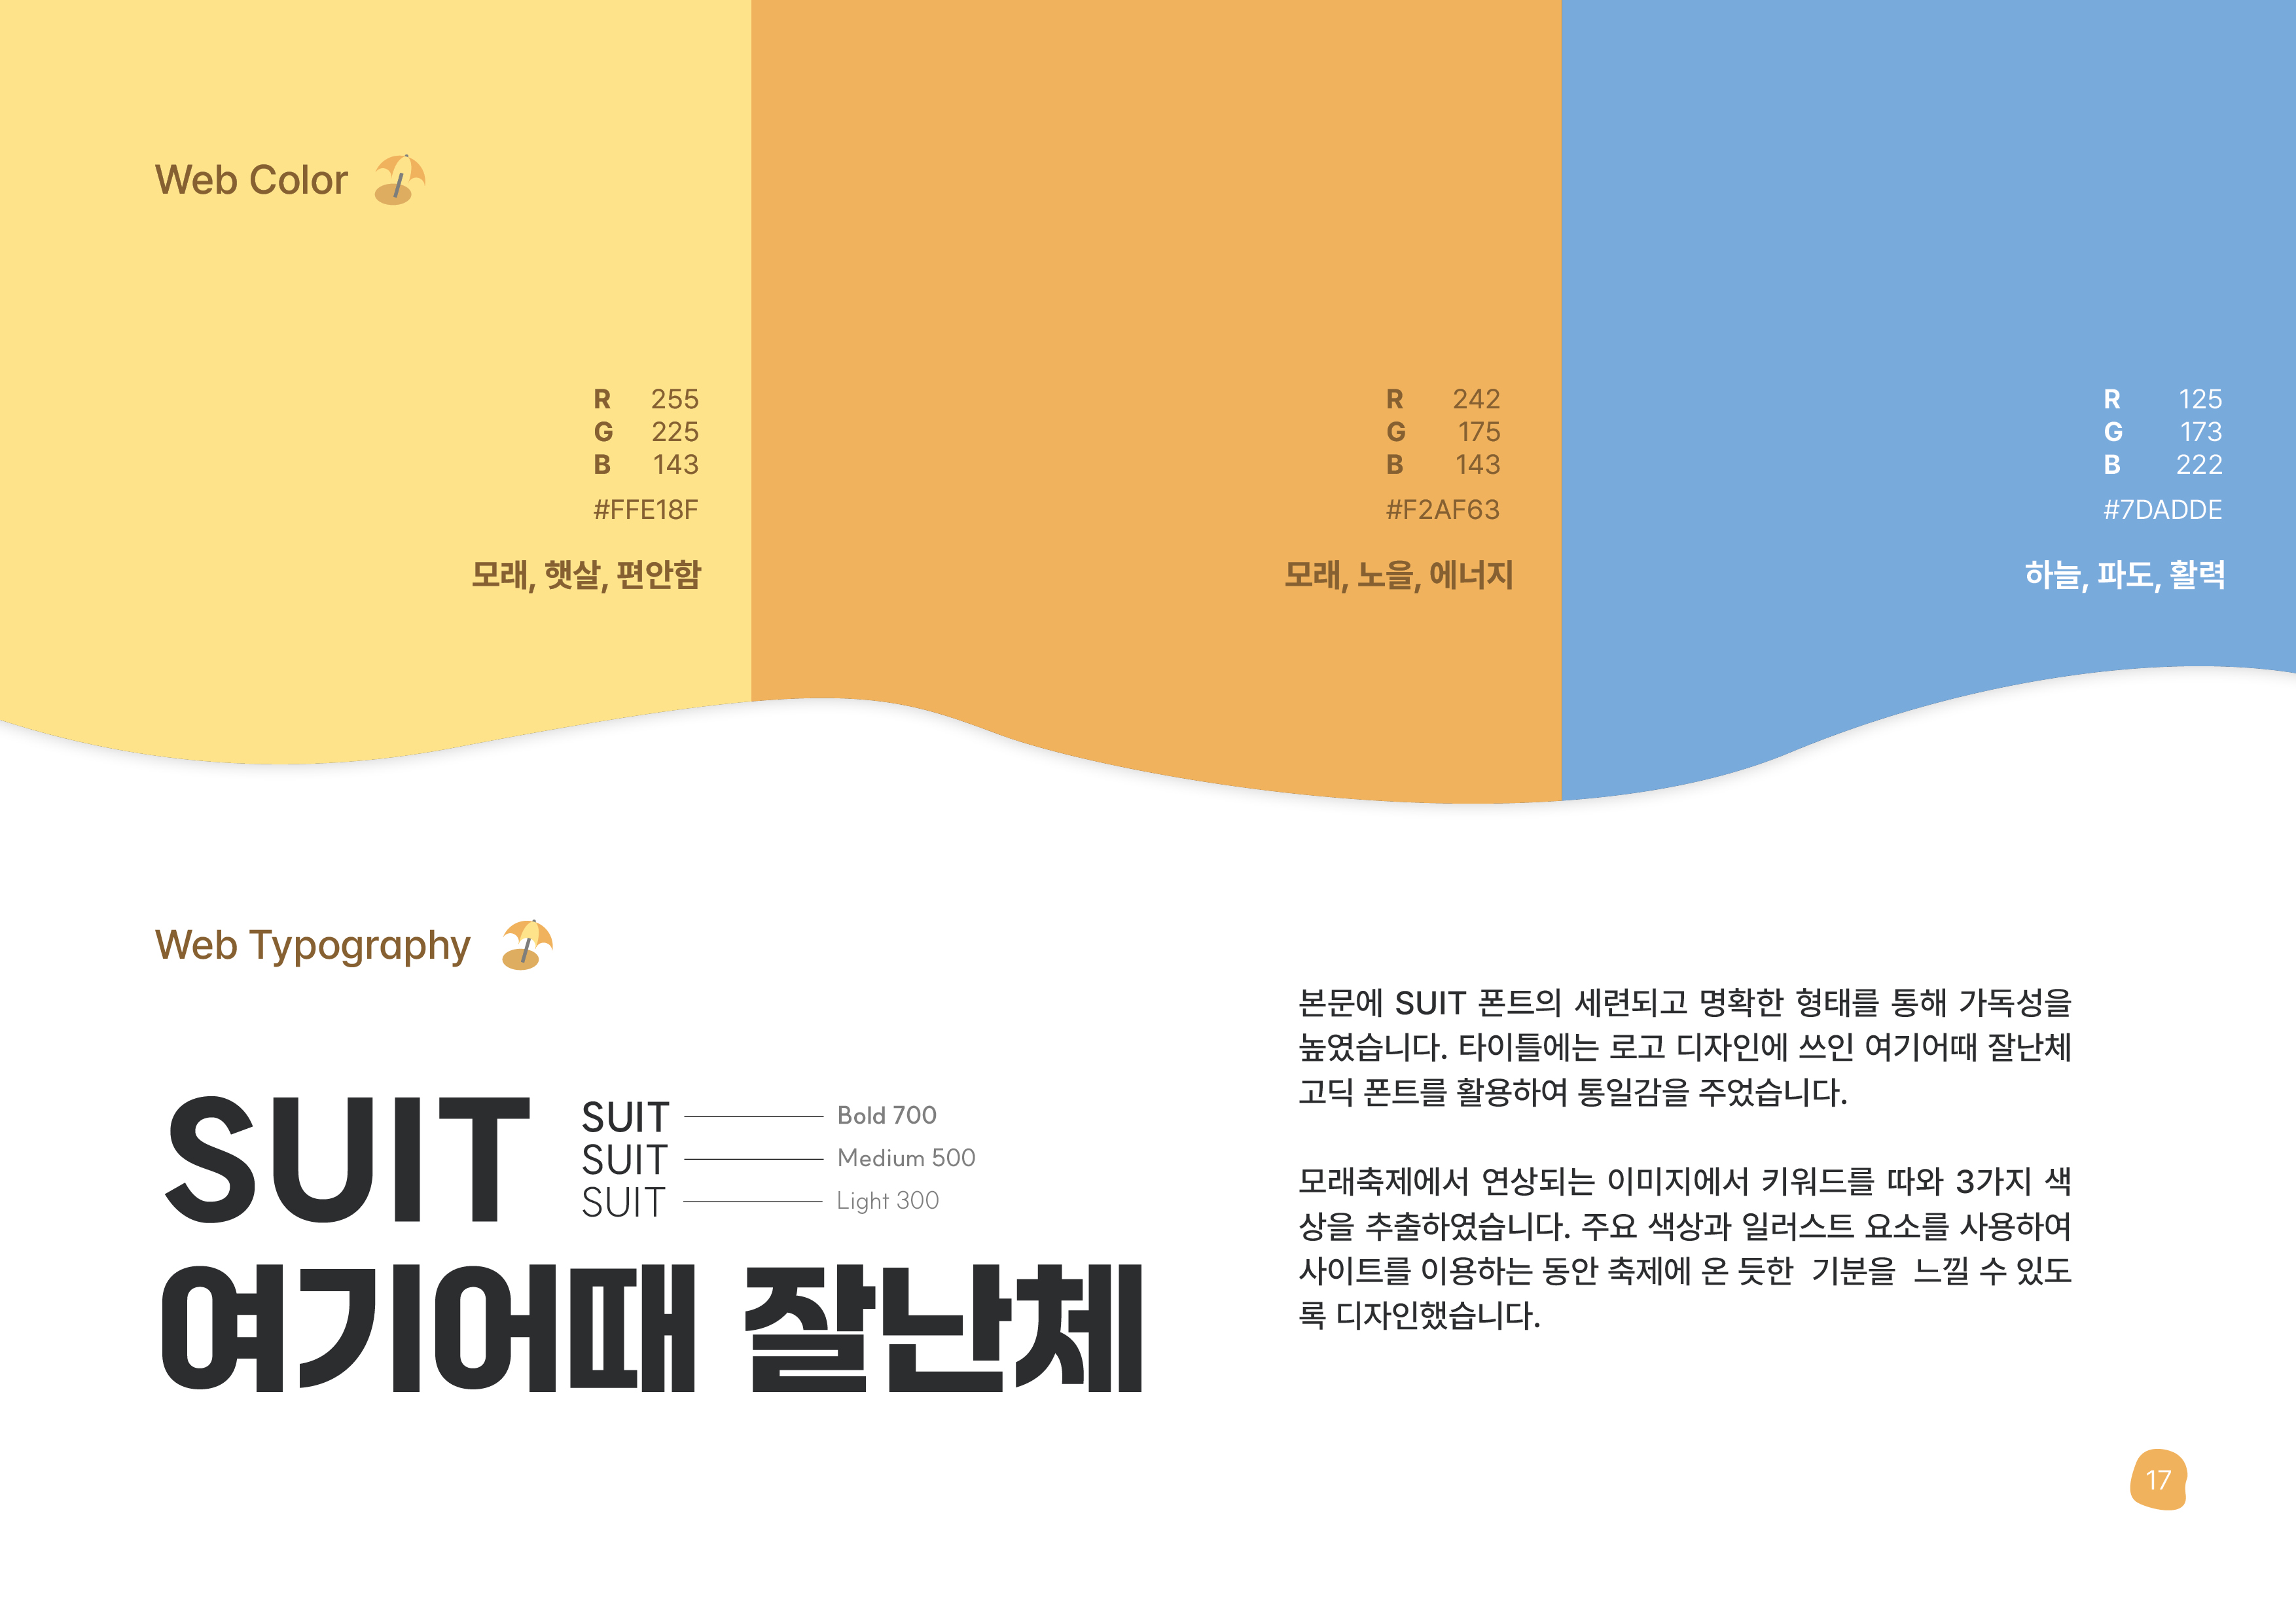 Web Color
R 255
G 225
B 143
#FFE18F
모래, 햇살, 편안함
R 242
G 175
B 143
#F2AF63
모래, 노을, 에너지
R 125
G 173
B 222
#7DADDE
하늘, 파도, 활력
Web Typography
SUIT
SUIT Bold 700
SUIT Medium 500
SUIT Light 300
여기어때 잘난체
본문에 SUIT 폰트의 세련되고 명확한 형태를 통해 가독성을
높였습니다. 타이틀에는 로고 디자인에 쓰인 여기어때 잘난체
고딕 폰트를 활용하여 통일감을 주었습니다.
모래축제에서 연상되는 이미지에서 키워드를 따와 3가지 색
상을 추출하였습니다. 주요 색상과 일러스트 요소를 사용하여
사이트를 이용하는 동안 축제에 온 듯한 기분을 느낄 수 있도
록 디자인했습니다.
17